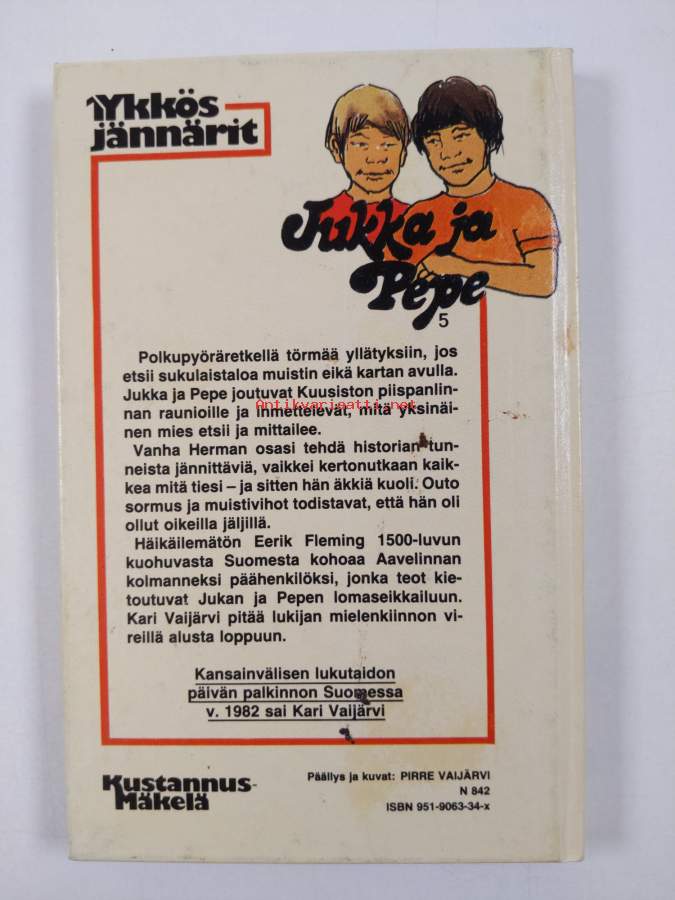 Ykkös
jännärit
Jukka ja
Pepe
5
Polkupyöräretkellä törmää yllätyksiin, jos
etsii sukulaistaloa muistin eikä kartan avulla.
Jukka ja Pepe joutuvat Kuusiston piispanlin-
nan raunioille ja ihmettelevät, mitä yksinäi-
Antikvariaatti.net
nen mies etsii ja mittailee.
Vanha Herman osasi tehdä historian tun-
neista jännittäviä, vaikkei kertonutkaan kaik-
kea mitä tiesi – ja sitten hän äkkiä kuoli. Outo
sormus ja muistivihot todistavat, että hän oli
ollut oikeilla jäljillä.
Häikäilemätön Eerik Fleming 1500-luvun
kuohuvasta Suomesta kohoaa Aavelinnan
kolmanneksi päähenkilöksi, jonka teot kie-
toutuvat Jukan ja Pepen lomaseikkailuun.
Kari Vaijärvi pitää lukijan mielenkiinnon vi-
reillä alusta loppuun.
Kansainvälisen lukutaidon
päivän palkinnon Suomessa
v. 1982 sai Kari Vaijärvi
Kustannus-
Mäkelä
Päällys ja kuvat: PIRRE VAIJÄRVI
N 842
ISBN 951-9063-34-x